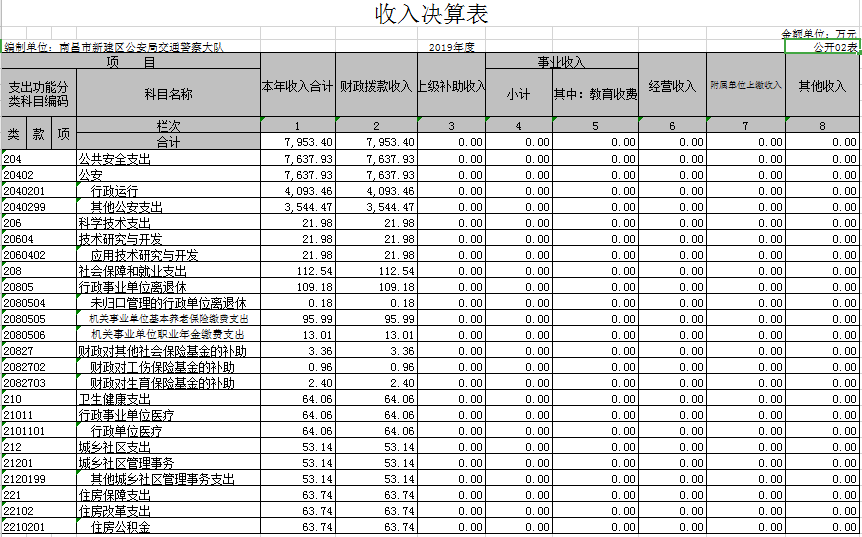 收入决算表
金额单位：万元
编制单位：南昌市新建区公安局交通警察大队 2019年度 公开02表
项 目 本年收入合计 财政拨款收入 上级补助收入 事业收入 经营收入 附属单位上缴收入 其他收入
支出功能分类科目编码 科目名称 小计 其中：教育收费
类 款 项 栏次 1 2 3 4 5 6 7 8
合计 7,953.40 7,953.40 0.00 0.00 0.00 0.00 0.00 0.00
204 公共安全支出 7,637.93 7,637.93 0.00 0.00 0.00 0.00 0.00 0.00
20402 公安 7,637.93 7,637.93 0.00 0.00 0.00 0.00 0.00 0.00
2040201 行政运行 4,093.46 4,093.46 0.00 0.00 0.00 0.00 0.00 0.00
2040299 其他公安支出 3,544.47 3,544.47 0.00 0.00 0.00 0.00 0.00 0.00
206 科学技术支出 21.98 21.98 0.00 0.00 0.00 0.00 0.00 0.00
20604 技术研究与开发 21.98 21.98 0.00 0.00 0.00 0.00 0.00 0.00
2060402 应用技术研究与开发 21.98 21.98 0.00 0.00 0.00 0.00 0.00 0.00
208 社会保障和就业支出 112.54 112.54 0.00 0.00 0.00 0.00 0.00 0.00
20805 行政事业单位离退休 109.18 109.18 0.00 0.00 0.00 0.00 0.00 0.00
2080504 未归口管理的行政单位离退休 0.18 0.18 0.00 0.00 0.00 0.00 0.00 0.00
2080505 机关事业单位基本养老保险缴费支出 95.99 95.99 0.00 0.00 0.00 0.00 0.00 0.00
2080506 机关事业单位职业年金缴费支出 13.01 13.01 0.00 0.00 0.00 0.00 0.00 0.00
20827 财政对其他社会保险基金的补助 3.36 3.36 0.00 0.00 0.00 0.00 0.00 0.00
2082702 财政对工伤保险基金的补助 0.96 0.96 0.00 0.00 0.00 0.00 0.00 0.00
2082703 财政对生育保险基金的补助 2.40 2.40 0.00 0.00 0.00 0.00 0.00 0.00
210 卫生健康支出 64.06 64.06 0.00 0.00 0.00 0.00 0.00 0.00
21011 行政事业单位医疗 64.06 64.06 0.00 0.00 0.00 0.00 0.00 0.00
2101101 行政单位医疗 64.06 64.06 0.00 0.00 0.00 0.00 0.00 0.00
212 城乡社区支出 53.14 53.14 0.00 0.00 0.00 0.00 0.00 0.00
21201 城乡社区管理事务 53.14 53.14 0.00 0.00 0.00 0.00 0.00 0.00
2120199 其他城乡社区管理事务支出 53.14 53.14 0.00 0.00 0.00 0.00 0.00 0.00
221 住房保障支出 63.74 63.74 0.00 0.00 0.00 0.00 0.00 0.00
22102 住房改革支出 63.74 63.74 0.00 0.00 0.00 0.00 0.00 0.00
2210201 住房公积金 63.74 63.74 0.00 0.00 0.00 0.00 0.00 0.00